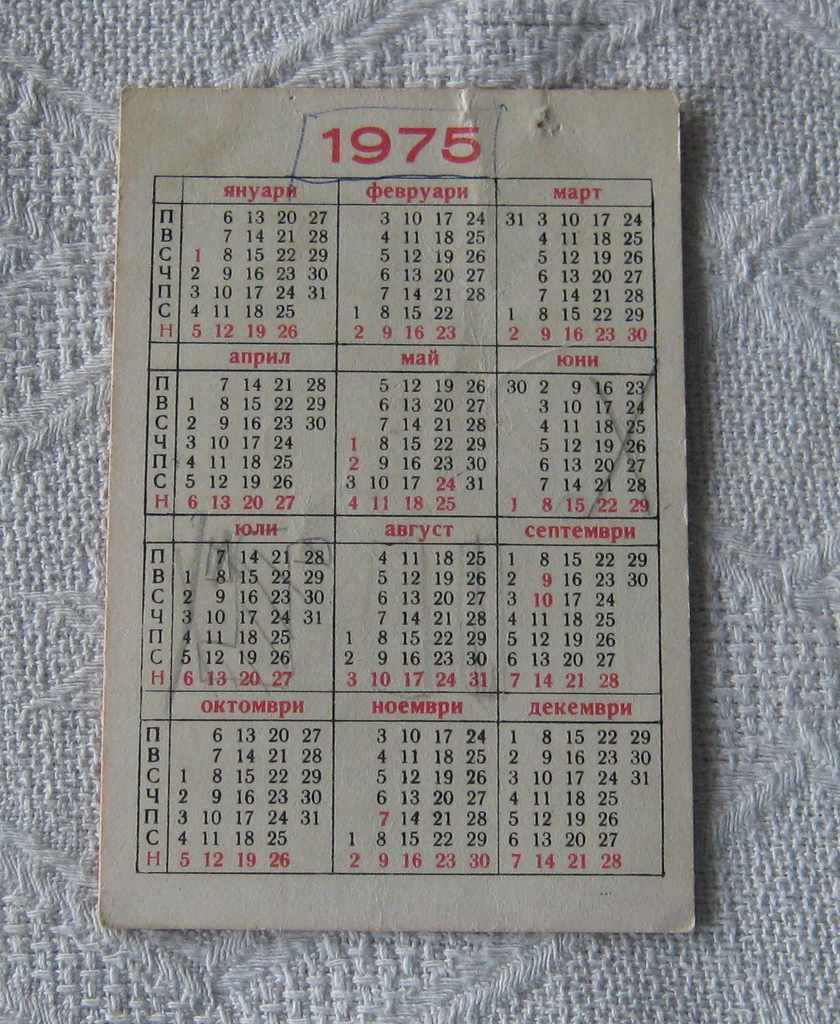 1975
януари февруари март
П 6 13 20 27 3 10 17 24 31 3 10 17 24
В 7 14 21 28 4 11 18 25 4 11 18 25
С 1 8 15 22 29 5 12 19 26 5 12 19 26
Ч 2 9 16 23 30 6 13 20 27 6 13 20 27
П 3 10 17 24 31 7 14 21 28 7 14 21 28
С 4 11 18 25 1 8 15 22 1 8 15 22 29
Н 5 12 19 26 2 9 16 23 2 9 16 23 30
април май юни
П 7 14 21 28 5 12 19 26 30 2 9 16 23
В 1 8 15 22 29 6 13 20 27 3 10 17 24
С 2 9 16 23 30 7 14 21 28 4 11 18 25
Ч 3 10 17 24 1 8 15 22 29 5 12 19 26
П 4 11 18 25 2 9 16 23 30 6 13 20 27
С 5 12 19 26 3 10 17 24 31 7 14 21 28
Н 6 13 20 27 4 11 18 25 1 8 15 22 29
юли август септември
П 7 14 21 28 4 11 18 25 1 8 15 22 29
В 1 8 15 22 29 5 12 19 26 2 9 16 23 30
С 2 9 16 23 30 6 13 20 27 3 10 17 24
Ч 3 10 17 24 31 7 14 21 28 4 11 18 25
П 4 11 18 25 1 8 15 22 29 5 12 19 26
С 5 12 19 26 2 9 16 23 30 6 13 20 27
Н 6 13 20 27 3 10 17 24 31 7 14 21 28
октомври ноември декември
П 6 13 20 27 3 10 17 24 1 8 15 22 29
В 7 14 21 28 4 11 18 25 2 9 16 23 30
С 1 8 15 22 29 5 12 19 26 3 10 17 24 31
Ч 2 9 16 23 30 6 13 20 27 4 11 18 25
П 3 10 17 24 31 7 14 21 28 5 12 19 26
С 4 11 18 25 1 8 15 22 29 6 13 20 27
Н 5 12 19 26 2 9 16 23 30 7 14 21 28